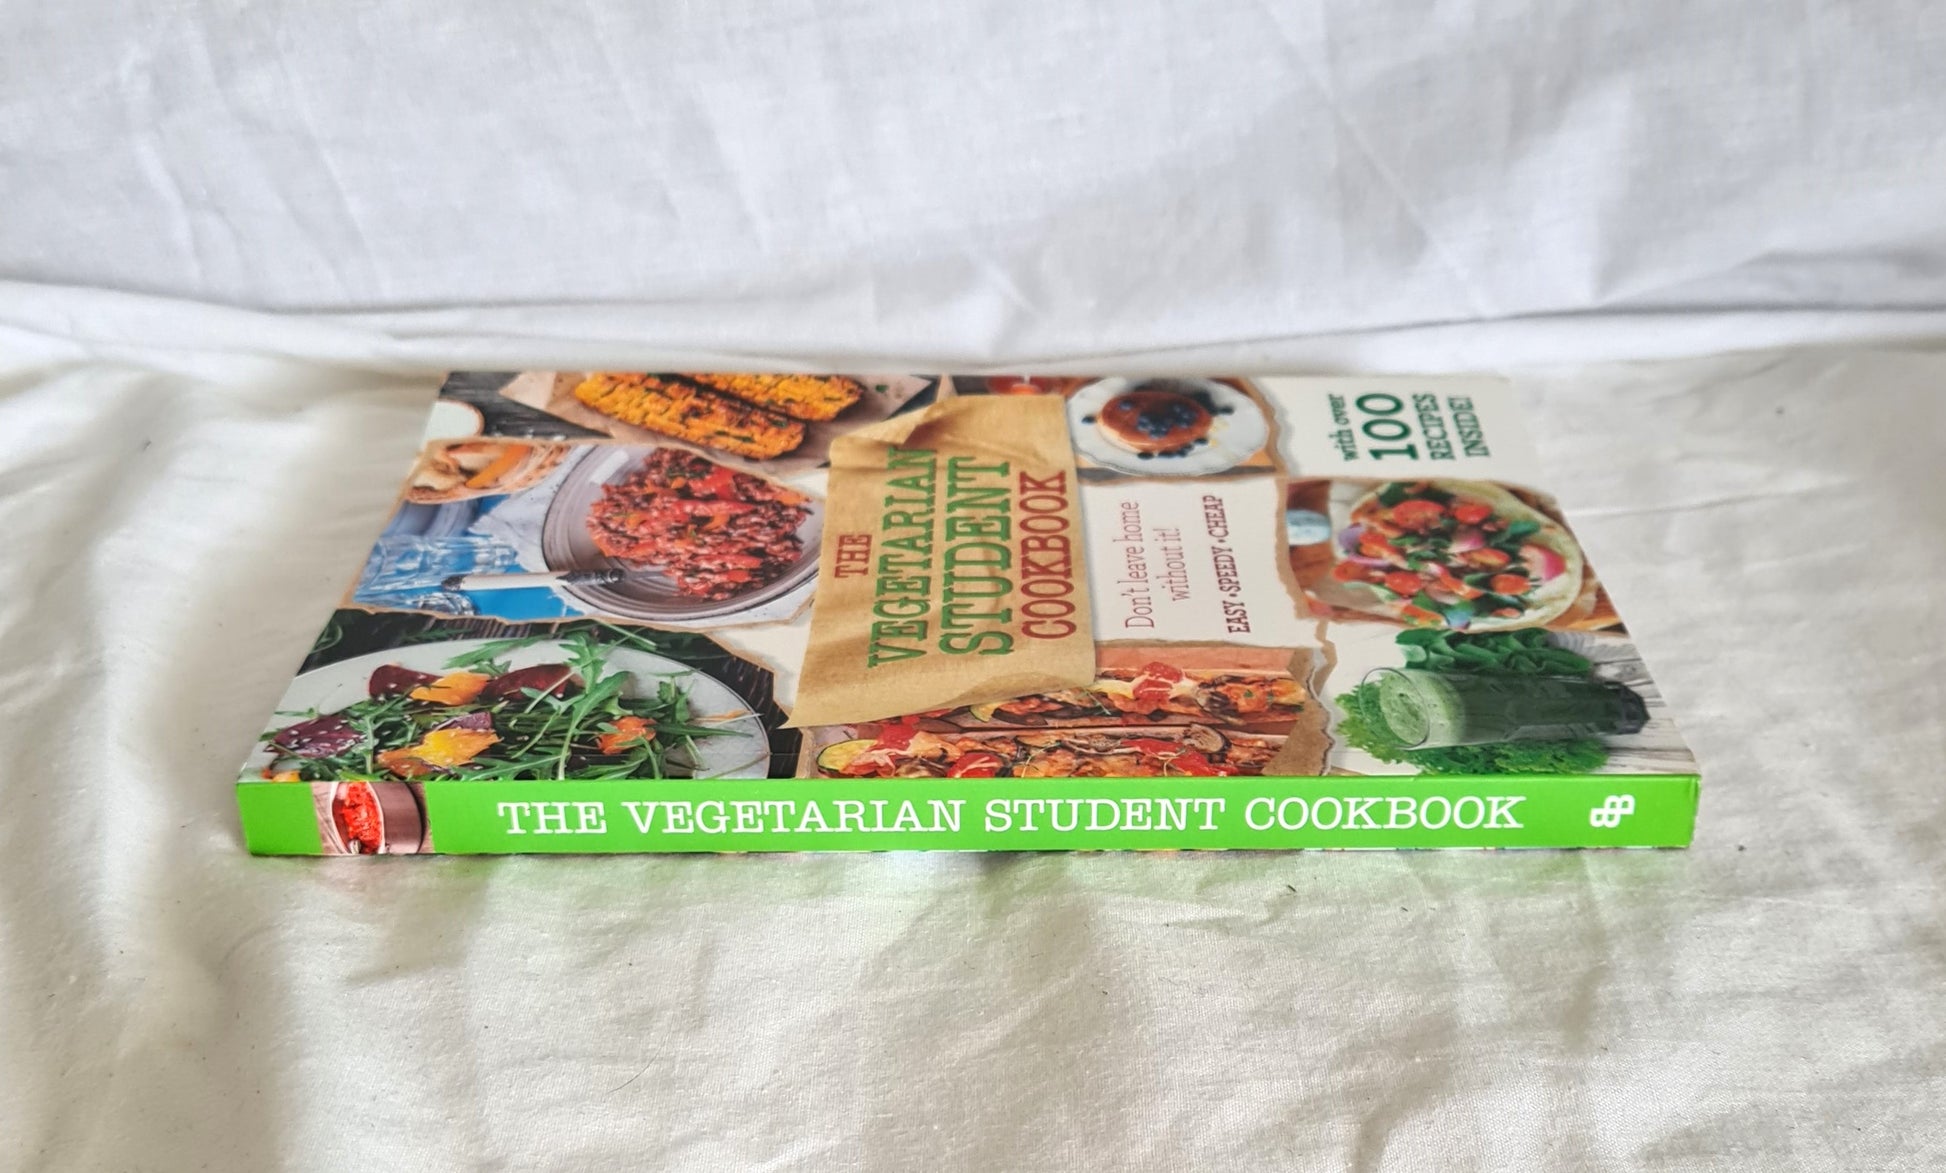 THE
VEGETARIAN
STUDENT
COOKBOOK
Don't leave home
without it!
EASY • SPEEDY • CHEAP
with over
100
RECIPES
INSIDE!
THE VEGETARIAN STUDENT COOKBOOK